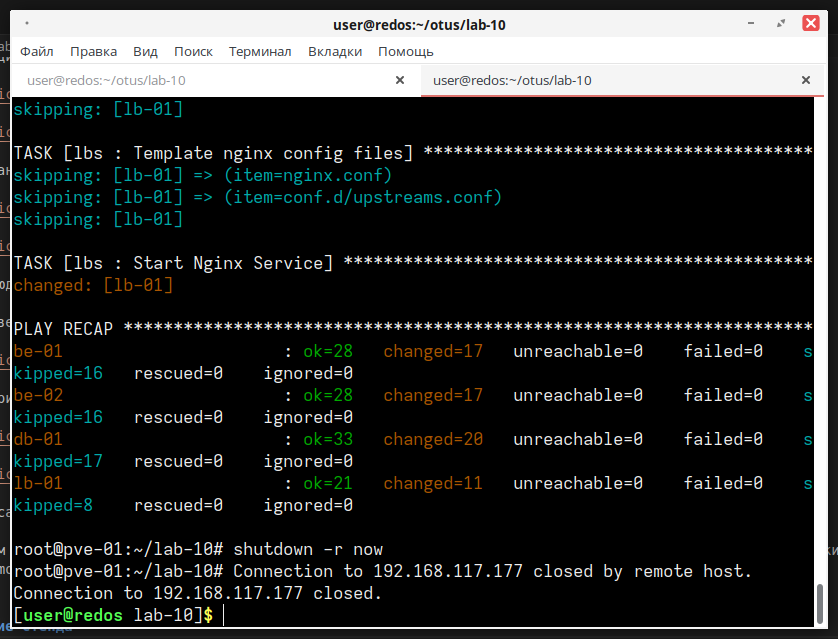 user@redos:~/otus/lab-10
Файл Правка Вид Поиск Терминал Вкладки Помощь
user@redos:~/otus/lab-10 user@redos:~/otus/lab-10
skipping: [lb-01]
TASK [lbs : Template nginx config files] ***************************************
skipping: [lb-01] => (item=nginx.conf)
skipping: [lb-01] => (item=conf.d/upstreams.conf)
skipping: [lb-01]
TASK [lbs : Start Nginx Service] ***********************************************
changed: [lb-01]
PLAY RECAP *********************************************************************
be-01 : ok=28 changed=17 unreachable=0 failed=0 s
kipped=16 rescued=0 ignored=0
be-02 : ok=28 changed=17 unreachable=0 failed=0 s
kipped=16 rescued=0 ignored=0
db-01 : ok=33 changed=20 unreachable=0 failed=0 s
kipped=17 rescued=0 ignored=0
lb-01 : ok=21 changed=11 unreachable=0 failed=0 s
kipped=8 rescued=0 ignored=0
root@pve-01:~/lab-10# shutdown -r now
root@pve-01:~/lab-10# Connection to 192.168.117.177 closed by remote host.
Connection to 192.168.117.177 closed.
[user@redos lab-10]$